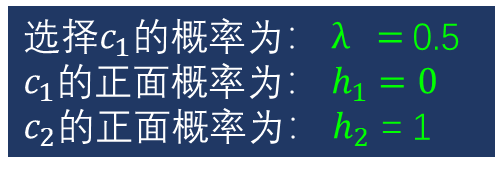 选择c₁的概率为： λ = 0.5
c₁的正面概率为： h₁ = 0
c₂的正面概率为： h₂ = 1